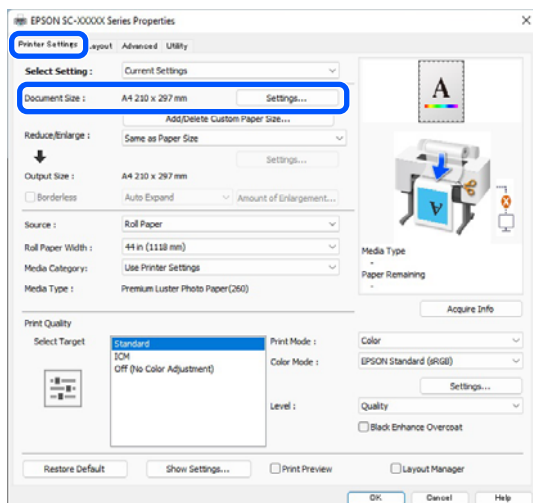 EPSON SC-XXXXX Series Properties
Printer Settings Layout Advanced Utility
Select Setting : Current Settings
Document Size : A4 210 x 297 mm Settings...
Add/Delete Custom Paper Size...
Reduce/Enlarge : Same as Paper Size
Settings...
Output Size : A4 210 x 297 mm
Borderless Auto Expand Amount of Enlargement...
Source : Roll Paper
Roll Paper Width : 44 in (1118 mm)
Media Category: Use Printer Settings
Media Type : Premium Luster Photo Paper(260)
A
A
Media Type
-
Paper Remaining
-
Acquire Info
Print Quality
Select Target
Standard
ICM
Off (No Color Adjustment)
Print Mode : Color
Color Mode : EPSON Standard (sRGB)
Settings...
Level : Quality
Black Enhance Overcoat
Restore Default Show Settings... Print Preview Layout Manager
OK Cancel Help